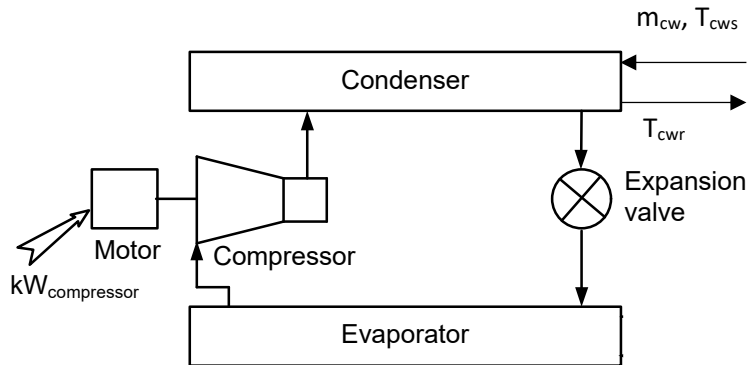 m_cw, T_cws
Condenser
T_cwr
Expansion
valve
Motor
Compressor
kW_compressor
Evaporator